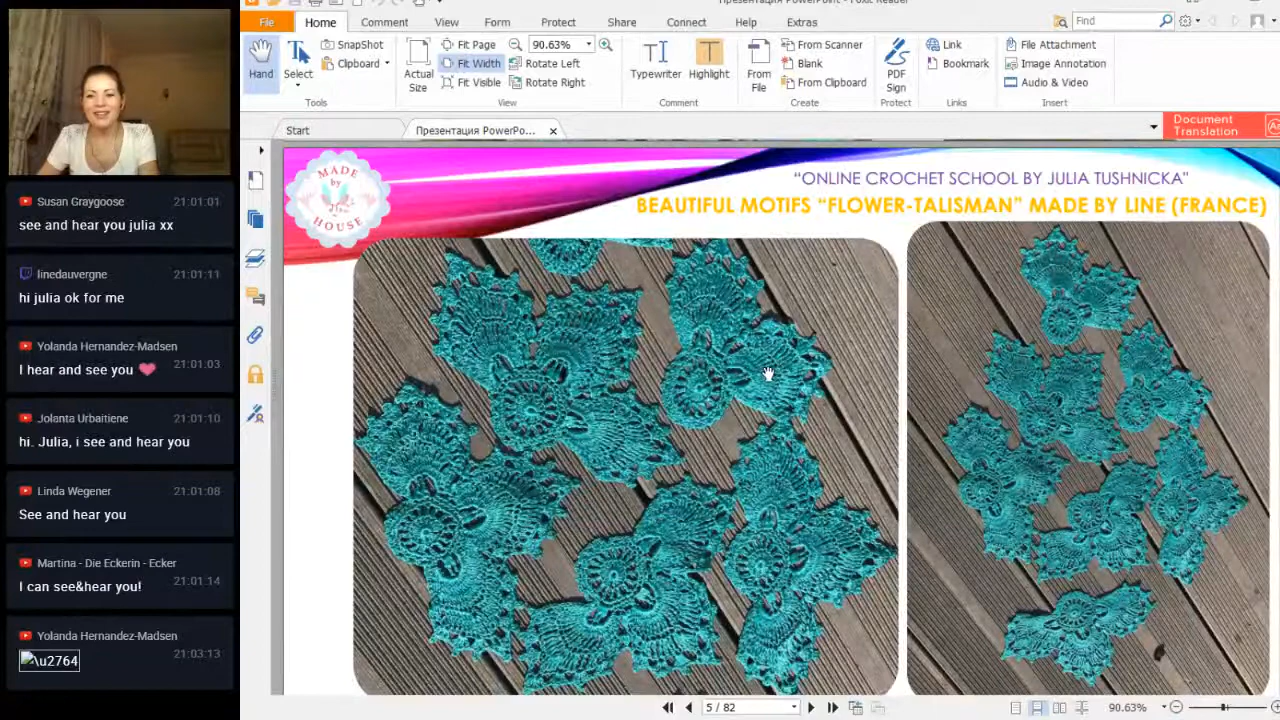 Susan Graygoose 21:01:01
see and hear you julia xx
linedauvergne 21:01:11
hi julia ok for me
Yolanda Hernandez-Madsen
21:01:03
I hear and see you
Jolanta Urbaitiene 21:01:10
hi. Julia, i see and hear you
Linda Wegener 21:01:08
See and hear you
Martina - Die Eckerin - Ecker
21:01:14
I can see&hear you!
Yolanda Hernandez-Madsen
21:03:13
\u2764
File Home Comment View Form Protect Share Connect Help Extras Find
Hand
Select
SnapShot
Clipboard
Tools
Actual Size
Fit Page
Fit Width
Fit Visible
90.63%
Rotate Left
Rotate Right
View
Typewriter
Highlight
Comment
From File
From Scanner
Blank
From Clipboard
Create
PDF Sign
Protect
Link
Bookmark
Links
File Attachment
Image Annotation
Audio & Video
Insert
Start Презентация PowerPo...
Document
Translation
MADE
by
HOUSE
“ONLINE CROCHET SCHOOL BY JULIA TUSHNICKA"
BEAUTIFUL MOTIFS “FLOWER-TALISMAN” MADE BY LINE (FRANCE)
5 / 82 90.63%